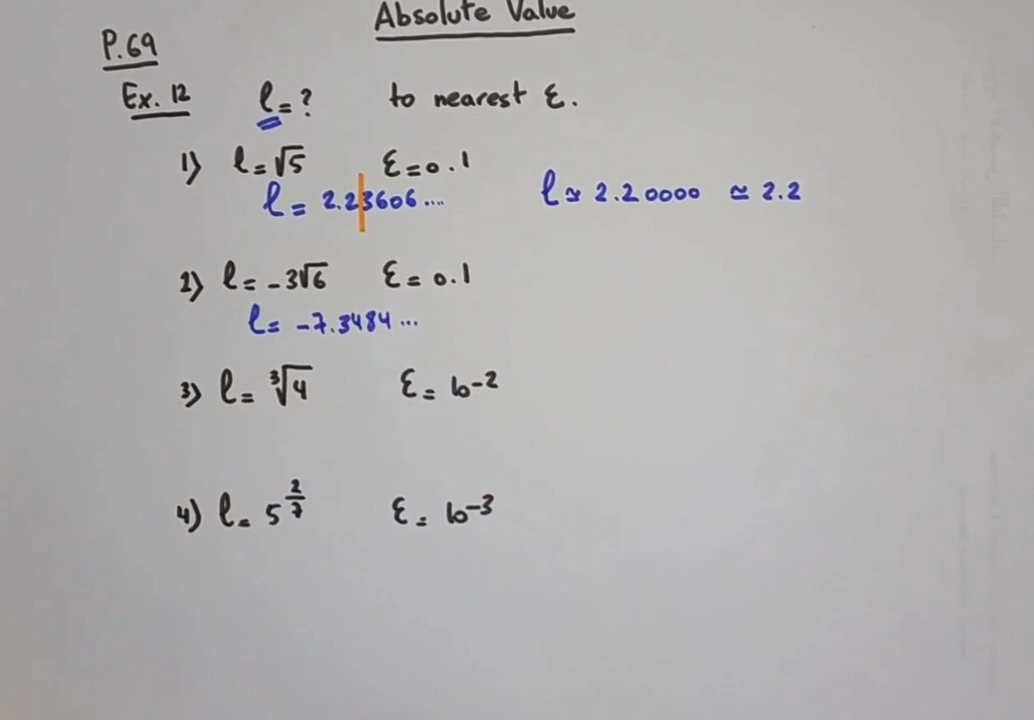 Absolute Value
P.69
Ex. 12 l = ? to nearest ε.
1) l = √5 ε = 0.1
l = 2.23606.... l ≃ 2.20000 ≃ 2.2
2) l = -3√6 ε = 0.1
l = -7.3484...
3) l = ∛4 ε = 10⁻²
4) l = 5^(2/7) ε = 10⁻³